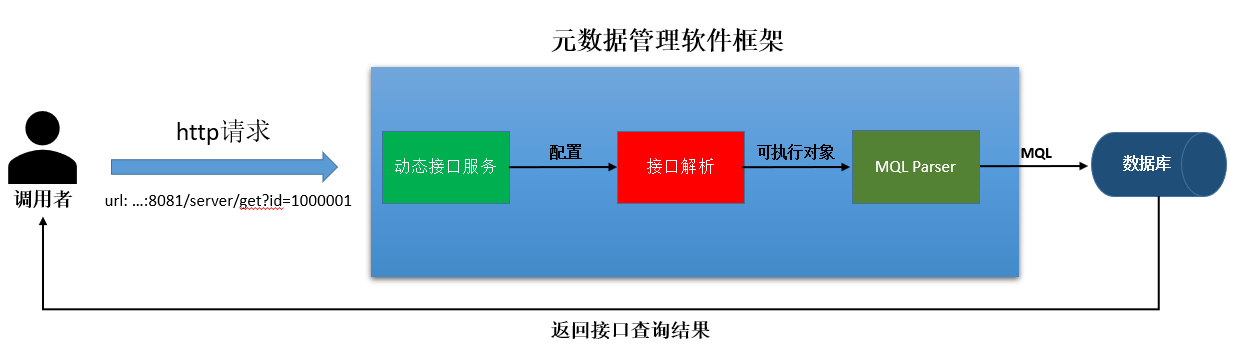 元数据管理软件框架
http请求
url: ...:8081/server/get?id=1000001
调用者
动态接口服务
配置
接口解析
可执行对象
MQL Parser
MQL
数据库
返回接口查询结果